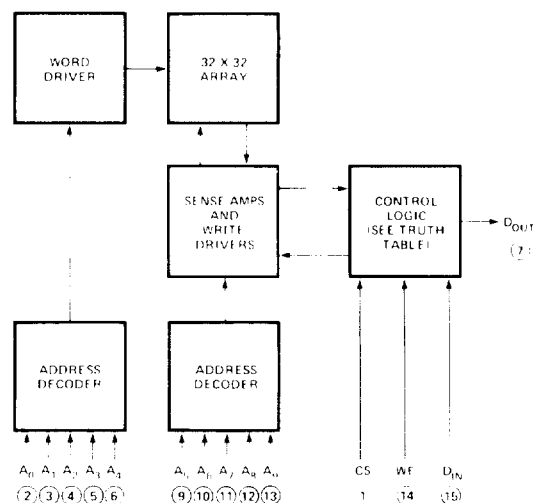 WORD
DRIVER
32 X 32
ARRAY
SENSE AMPS
AND
WRITE
DRIVERS
CONTROL
LOGIC
(SEE TRUTH
TABLE)
DOUT
7
ADDRESS
DECODER
ADDRESS
DECODER
A0 A1 A2 A3 A4 A5 A6 A7 A8 A9 CS WE DIN
2 3 4 5 6 9 10 11 12 13 1 14 15